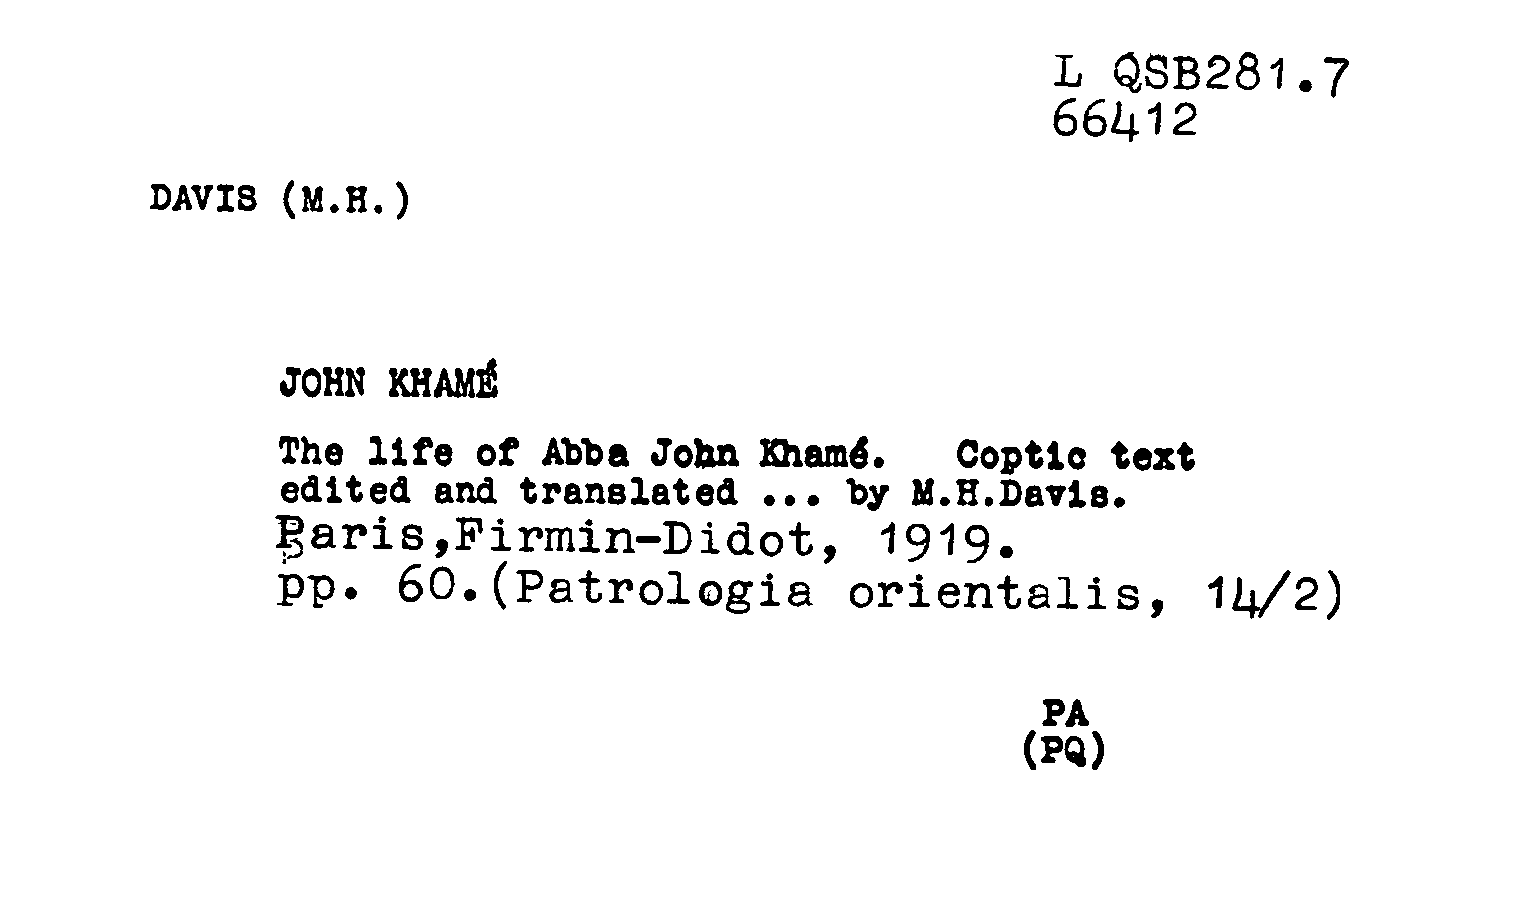 L QSB281.7
66412
DAVIS (M.H.)
JOHN KHAMÉ
The life of Abba John Khamé. Coptic text
edited and translated ... by M.H.Davis.
Paris,Firmin-Didot, 1919.
pp. 60.(Patrologia orientalis, 14/2)
PA
(PQ)